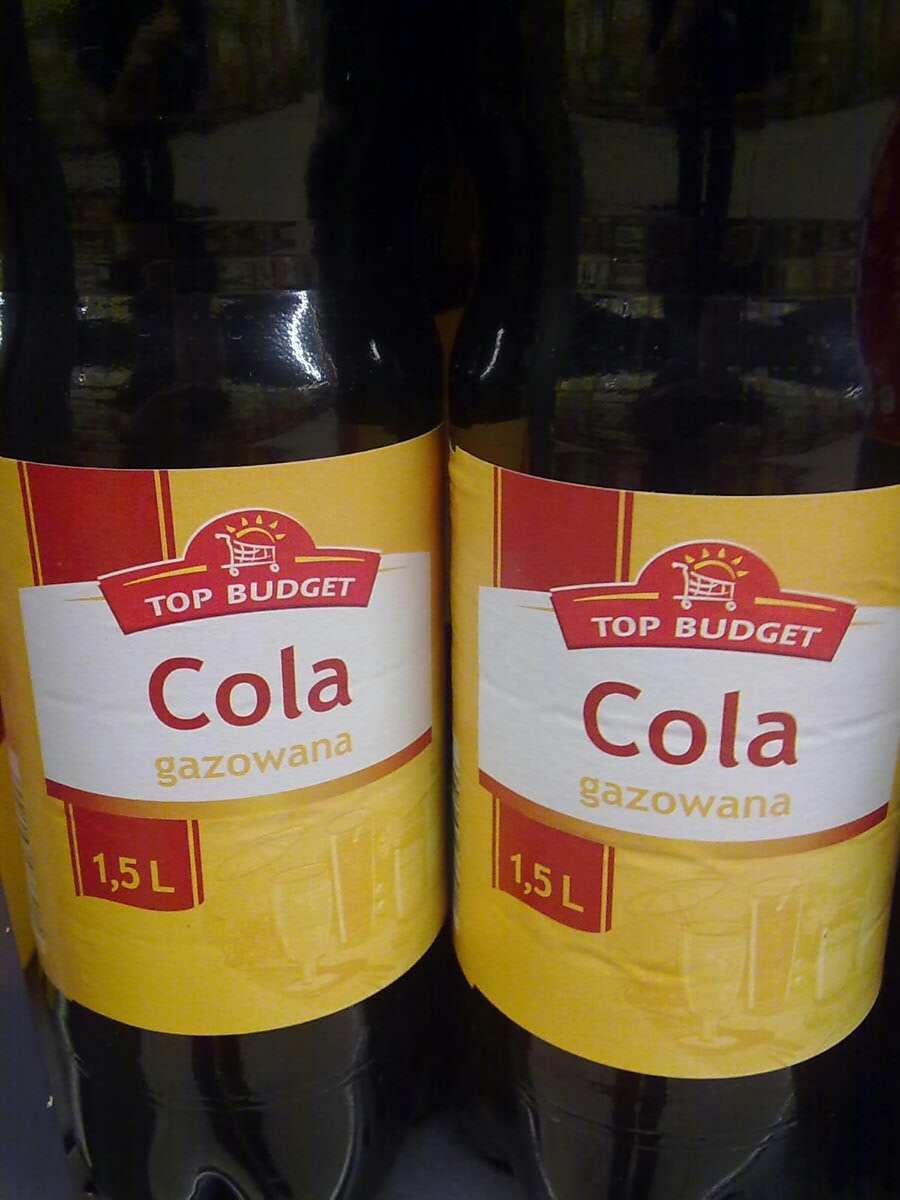 TOP BUDGET
Cola
gazowana
1,5 L
TOP BUDGET
Cola
gazowana
1,5 L